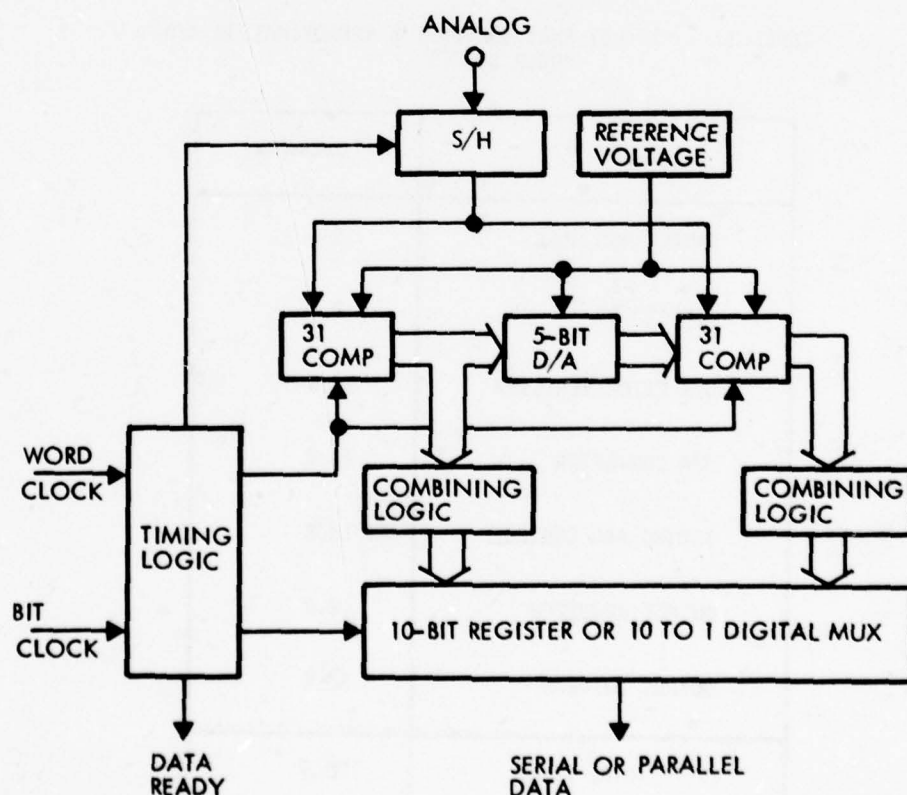 ANALOG
S/H
REFERENCE
VOLTAGE
31
COMP
5-BIT
D/A
31
COMP
WORD
CLOCK
TIMING
LOGIC
COMBINING
LOGIC
COMBINING
LOGIC
BIT
CLOCK
10-BIT REGISTER OR 10 TO 1 DIGITAL MUX
DATA
READY
SERIAL OR PARALLEL
DATA